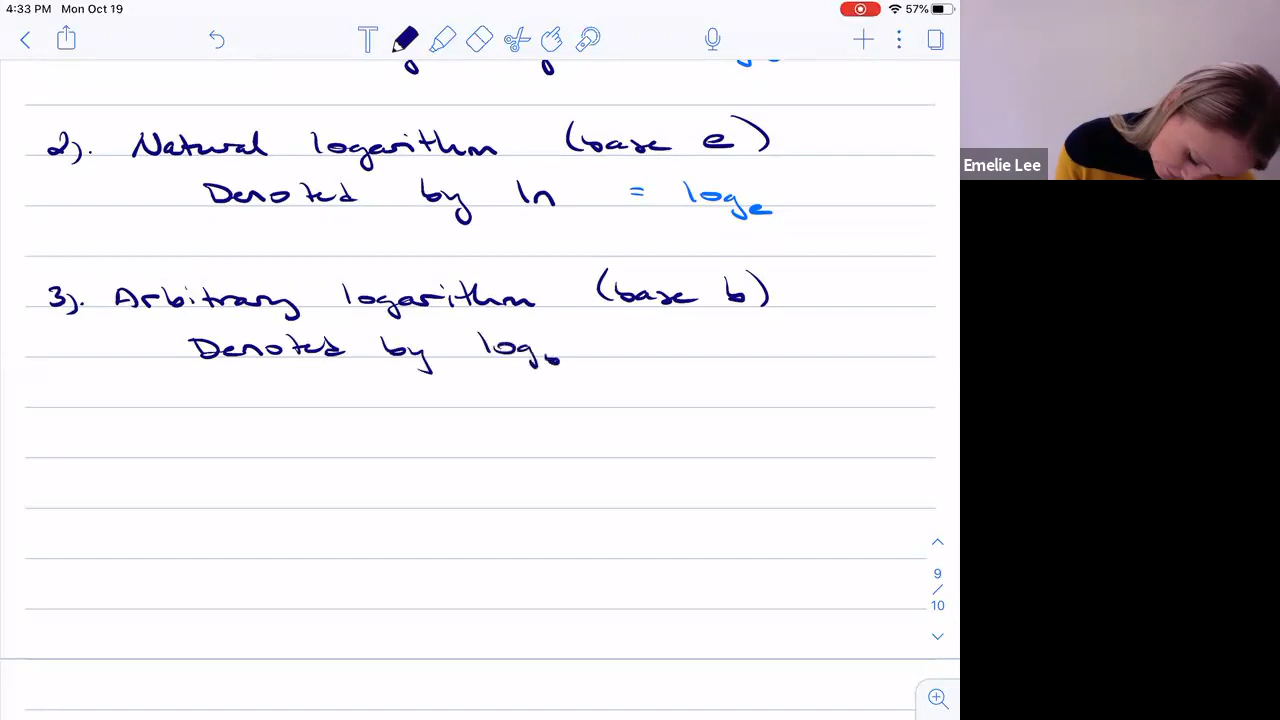 4:33 PM Mon Oct 19
57%
T
2). Natural logarithm (base e)
Denoted by ln = logₑ
3). Arbitrary logarithm (base b)
Denoted by log_b
9
/
10
Emelie Lee